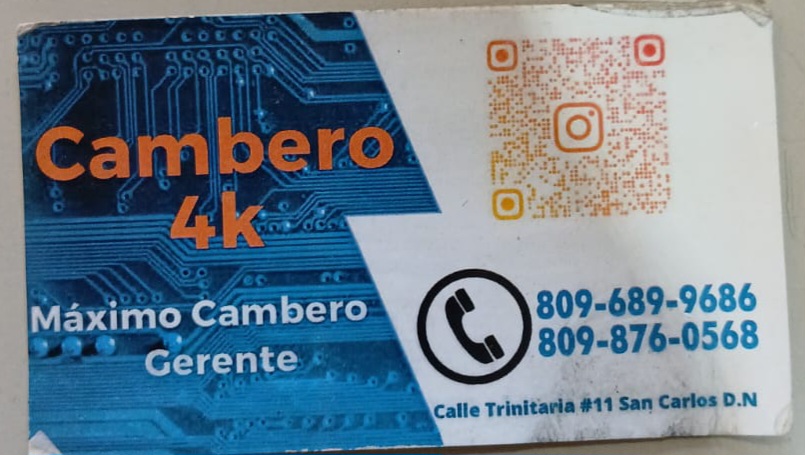 Cambero
4k
Máximo Cambero
Gerente
809-689-9686
809-876-0568
Calle Trinitaria #11 San Carlos D.N